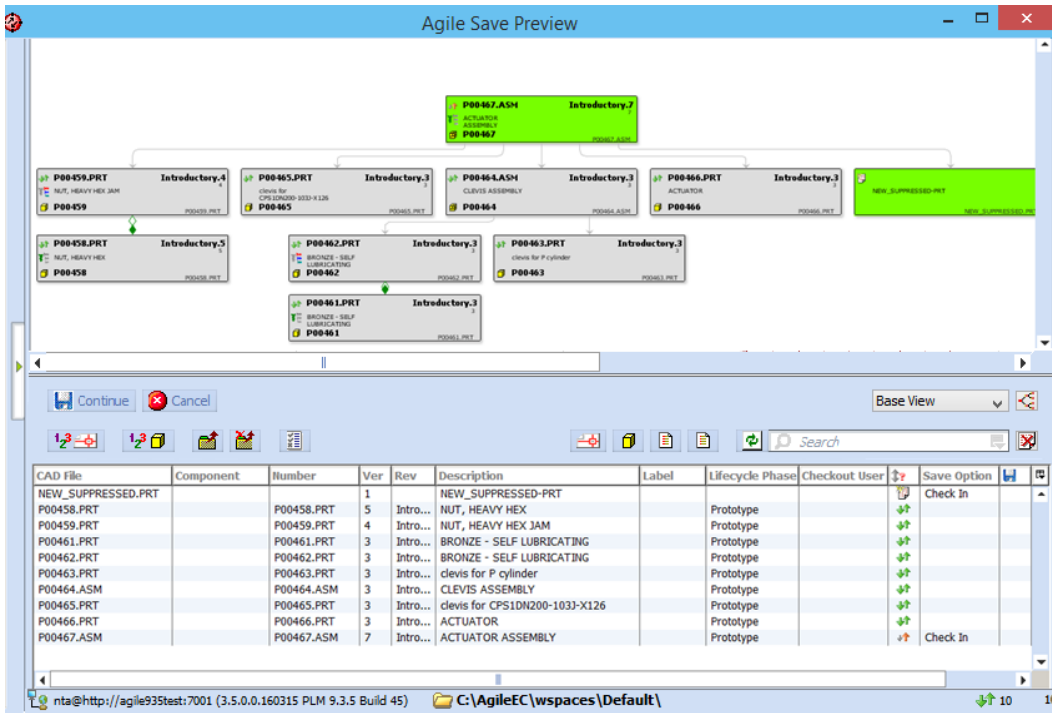 Agile Save Preview
P00467.ASM Introductory.7
7
ACTUATOR
ASSEMBLY
P00467 P00467.ASM
P00459.PRT Introductory.4
4
NUT, HEAVY HEX JAM
P00459 P00459.PRT
P00465.PRT Introductory.3
3
clevis for
CPS1DN200-103J-X126
P00465 P00465.PRT
P00464.ASM Introductory.3
3
CLEVIS ASSEMBLY
P00464 P00464.ASM
P00466.PRT Introductory.3
3
ACTUATOR
P00466 P00466.PRT
NEW_SUPPRESSED-PRT
NEW_SUPPRESSED.PR
P00458.PRT Introductory.5
5
NUT, HEAVY HEX
P00458 P00458.PRT
P00462.PRT Introductory.3
3
BRONZE - SELF
LUBRICATING
P00462 P00462.PRT
P00463.PRT Introductory.3
3
clevis for P cylinder
P00463 P00463.PRT
P00461.PRT Introductory.3
3
BRONZE - SELF
LUBRICATING
P00461 P00461.PRT
Continue Cancel Base View
Search
CAD File Component Number Ver Rev Description Label Lifecycle Phase Checkout User Save Option
NEW_SUPPRESSED.PRT 1 NEW_SUPPRESSED-PRT Check In
P00458.PRT P00458.PRT 5 Intro... NUT, HEAVY HEX Prototype
P00459.PRT P00459.PRT 4 Intro... NUT, HEAVY HEX JAM Prototype
P00461.PRT P00461.PRT 3 Intro... BRONZE - SELF LUBRICATING Prototype
P00462.PRT P00462.PRT 3 Intro... BRONZE - SELF LUBRICATING Prototype
P00463.PRT P00463.PRT 3 Intro... clevis for P cylinder Prototype
P00464.ASM P00464.ASM 3 Intro... CLEVIS ASSEMBLY Prototype
P00465.PRT P00465.PRT 3 Intro... clevis for CPS1DN200-103J-X126 Prototype
P00466.PRT P00466.PRT 3 Intro... ACTUATOR Prototype
P00467.ASM P00467.ASM 7 Intro... ACTUATOR ASSEMBLY Prototype Check In
nta@http://agile935test:7001 (3.5.0.0.160315 PLM 9.3.5 Build 45) C:\AgileEC\wspaces\Default\ 10